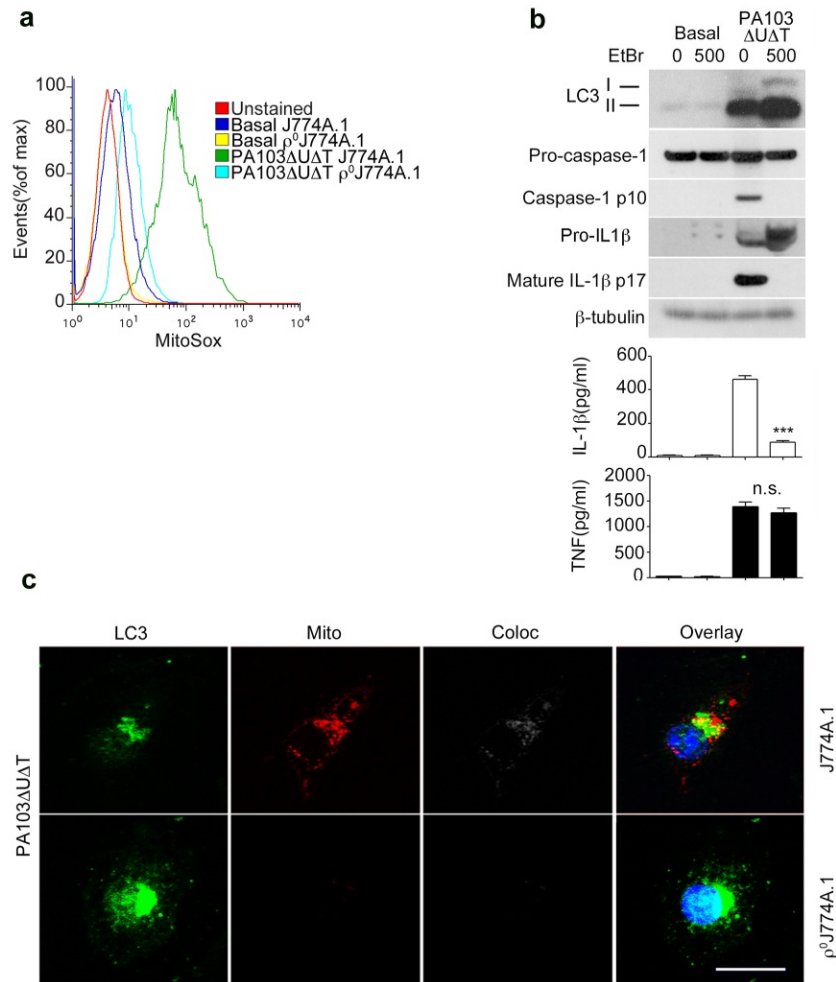 a
Events(%of max)
100
80
60
40
20
0
10⁰ 10¹ 10² 10³ 10⁴
MitoSox
Unstained
Basal J774A.1
Basal ρ⁰J774A.1
PA103ΔUΔT J774A.1
PA103ΔUΔT ρ⁰J774A.1
b
PA103
Basal ΔUΔT
EtBr 0 500 0 500
LC3 I
II
Pro-caspase-1
Caspase-1 p10
Pro-IL1β
Mature IL-1β p17
β-tubulin
IL-1β(pg/ml)
600
400
200
0
***
TNF(pg/ml)
2000
1500
1000
500
0
n.s.
c
LC3 Mito Coloc Overlay
PA103ΔUΔT
J774A.1
ρ⁰J774A.1